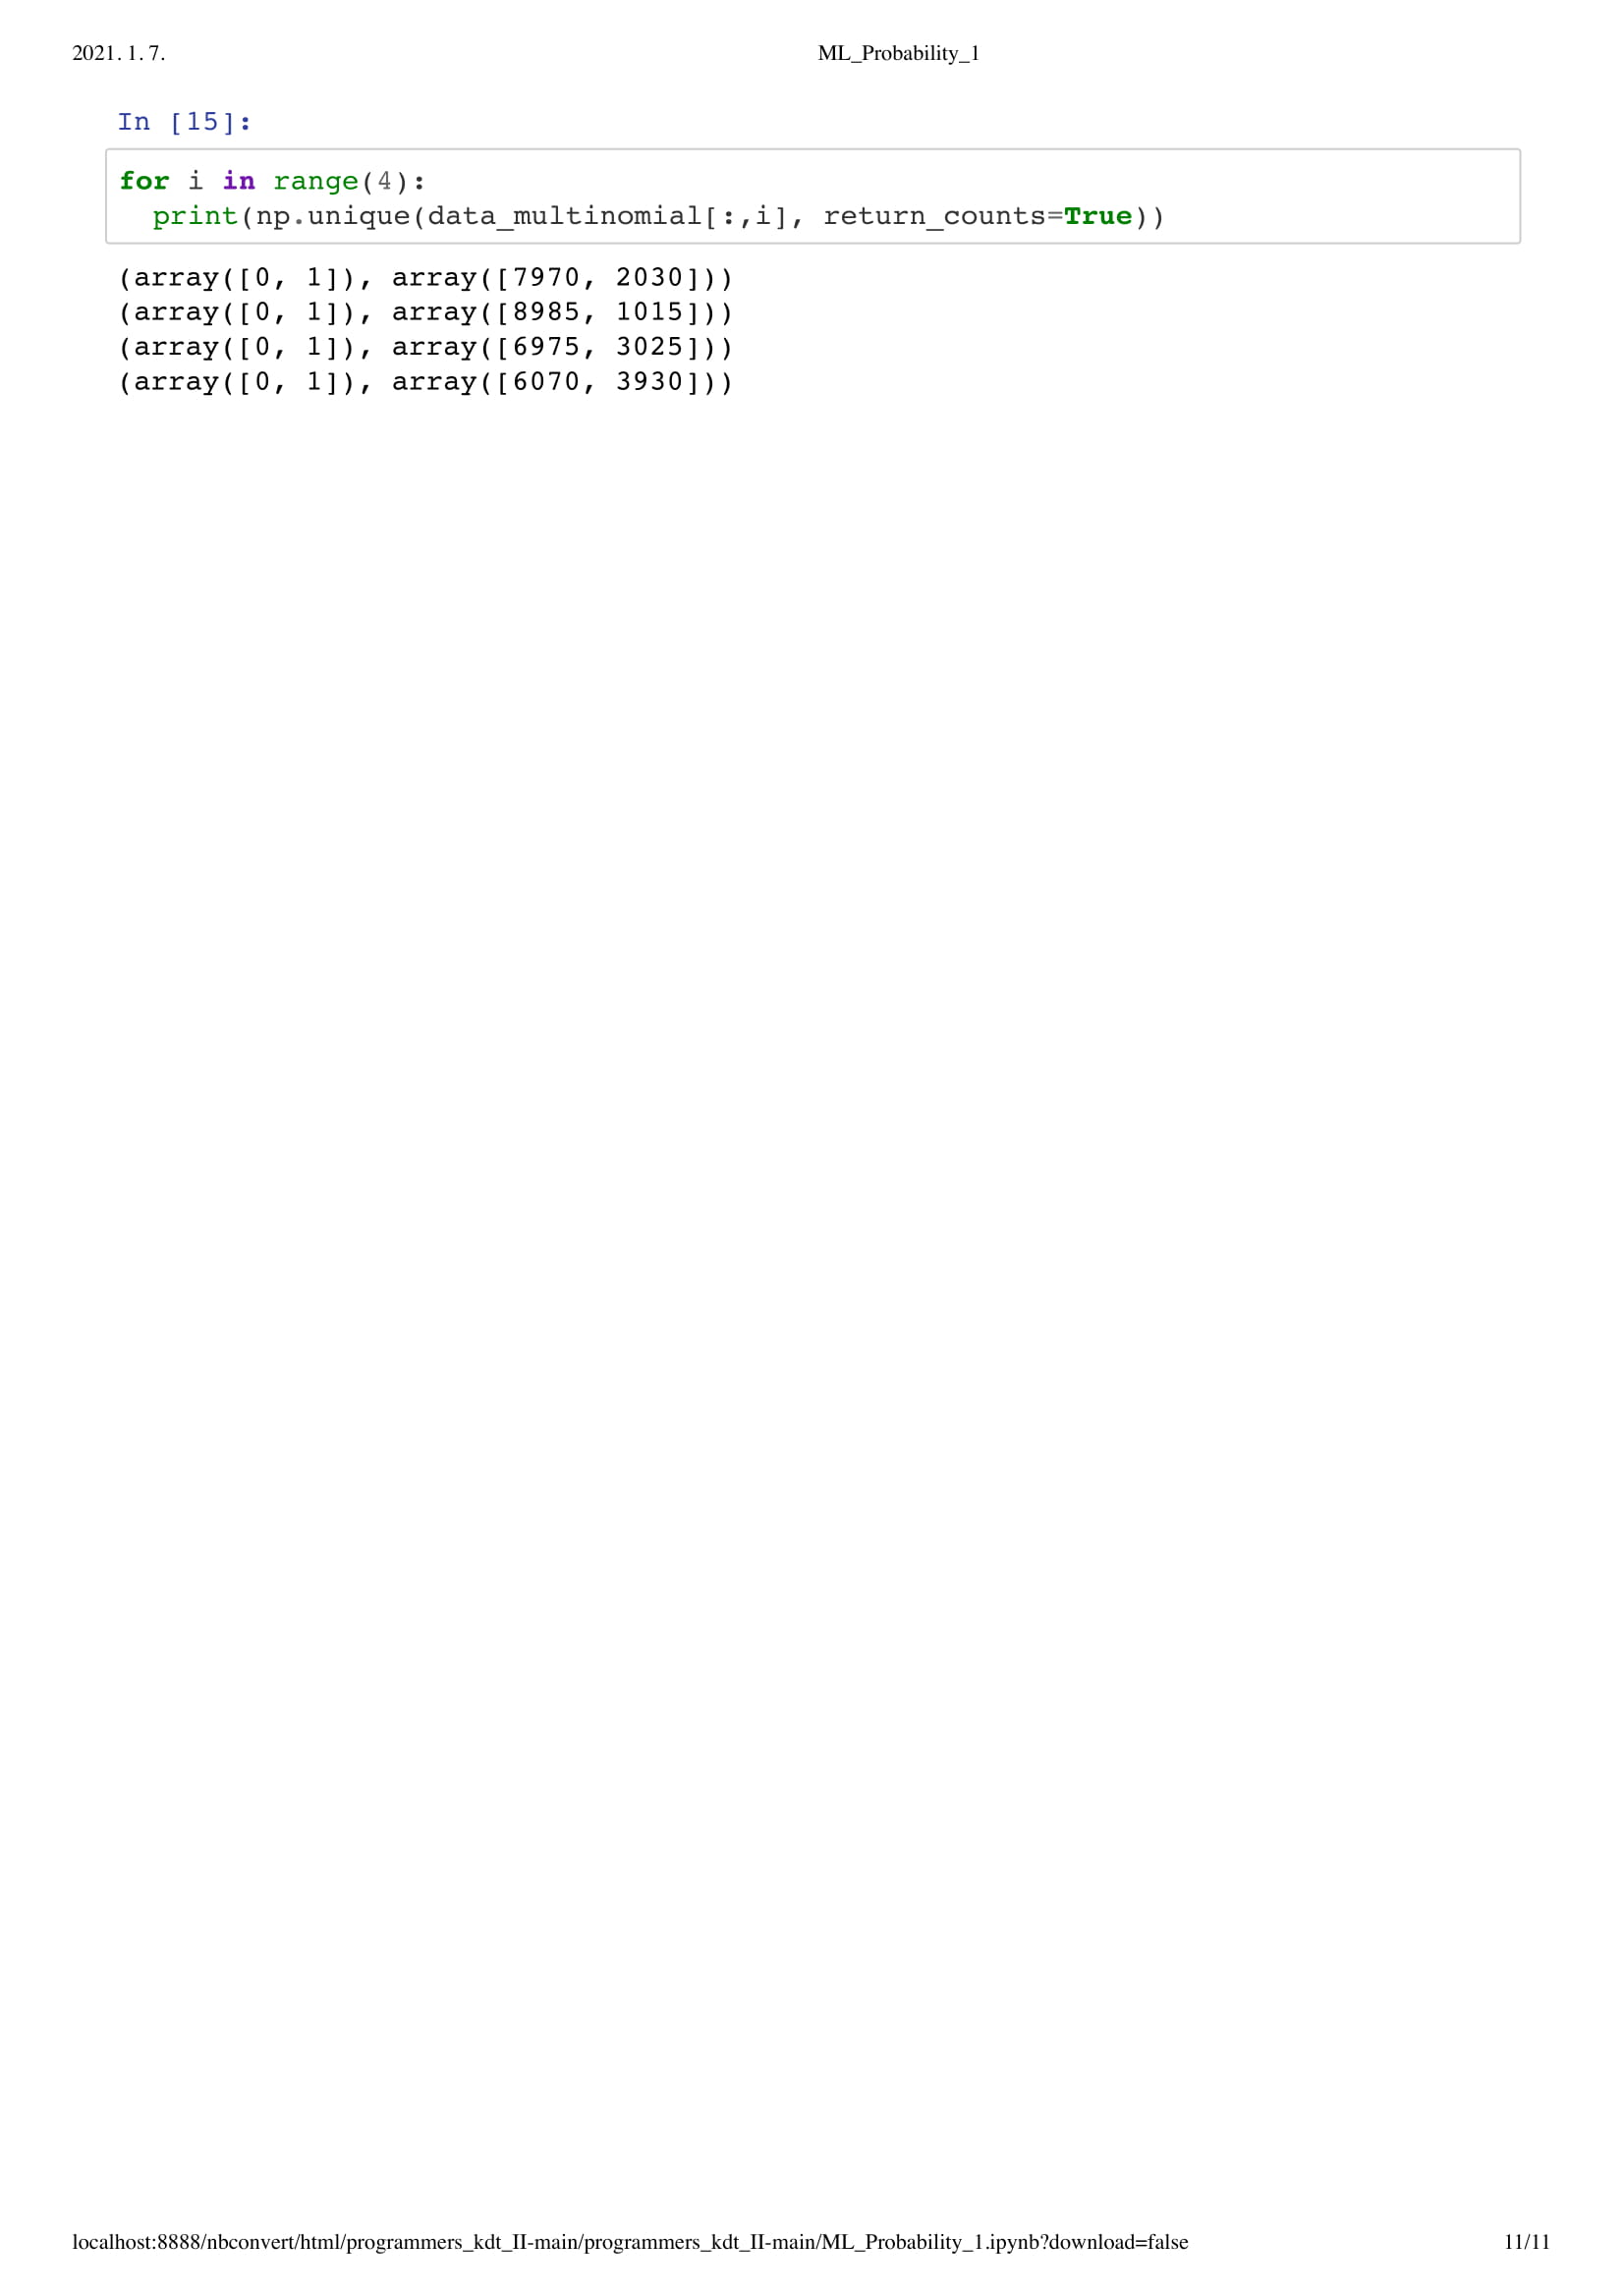 2021. 1. 7.
ML_Probability_1
In [15]:
for i in range(4):
  print(np.unique(data_multinomial[:,i], return_counts=True))
(array([0, 1]), array([7970, 2030]))
(array([0, 1]), array([8985, 1015]))
(array([0, 1]), array([6975, 3025]))
(array([0, 1]), array([6070, 3930]))
localhost:8888/nbconvert/html/programmers_kdt_II-main/programmers_kdt_II-main/ML_Probability_1.ipynb?download=false
11/11